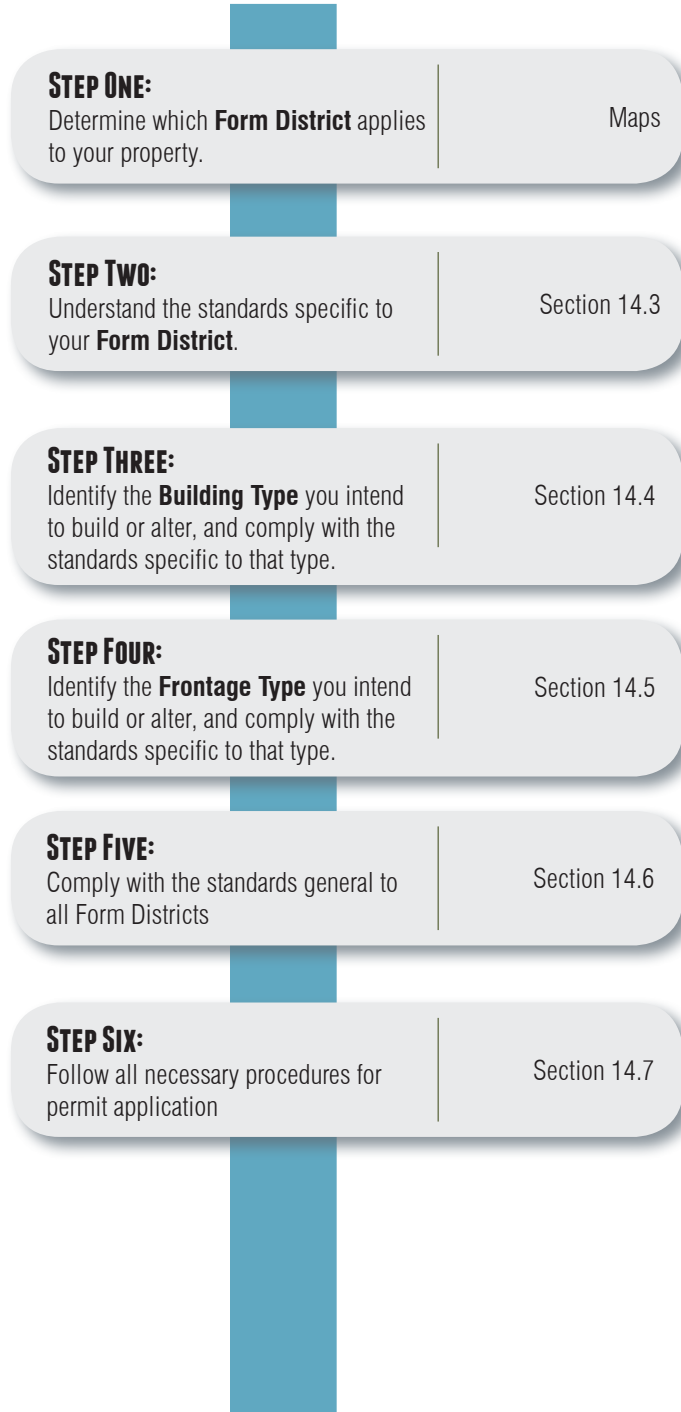 STEP ONE:
Determine which Form District applies
to your property.
Maps
STEP TWO:
Understand the standards specific to
your Form District.
Section 14.3
STEP THREE:
Identify the Building Type you intend
to build or alter, and comply with the
standards specific to that type.
Section 14.4
STEP FOUR:
Identify the Frontage Type you intend
to build or alter, and comply with the
standards specific to that type.
Section 14.5
STEP FIVE:
Comply with the standards general to
all Form Districts
Section 14.6
STEP SIX:
Follow all necessary procedures for
permit application
Section 14.7